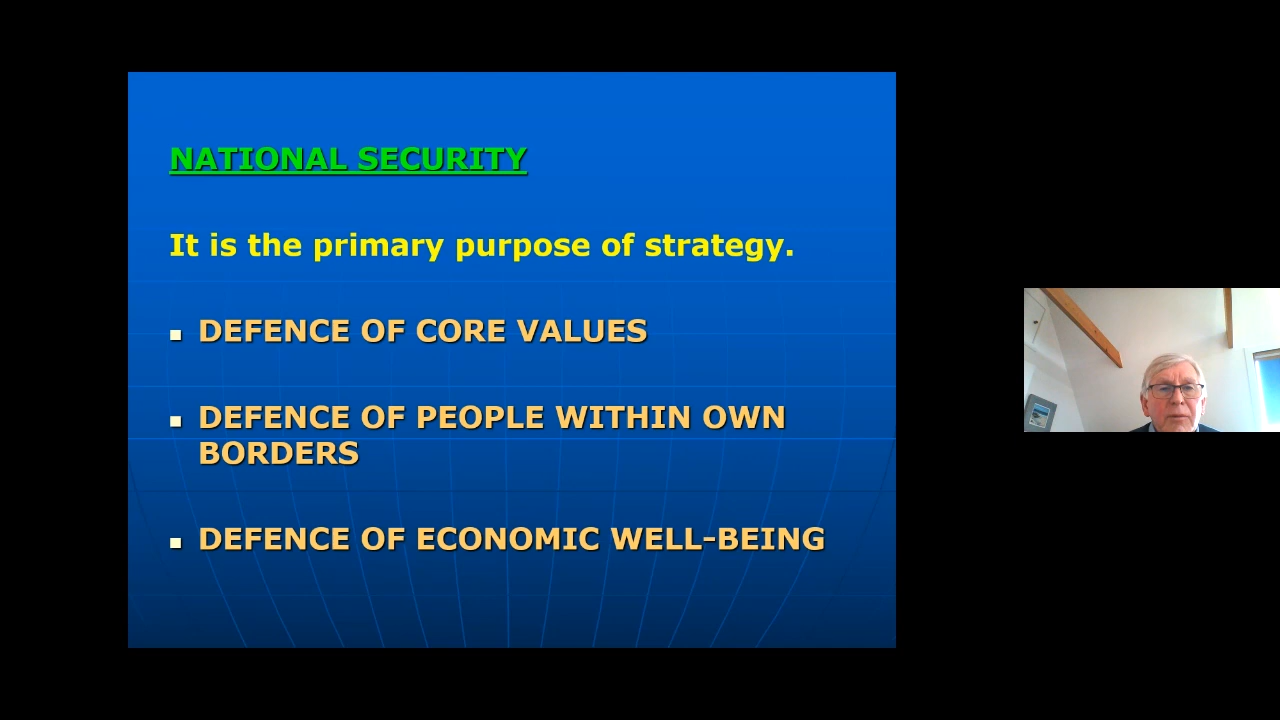 NATIONAL SECURITY
It is the primary purpose of strategy.
DEFENCE OF CORE VALUES
DEFENCE OF PEOPLE WITHIN OWN
BORDERS
DEFENCE OF ECONOMIC WELL-BEING